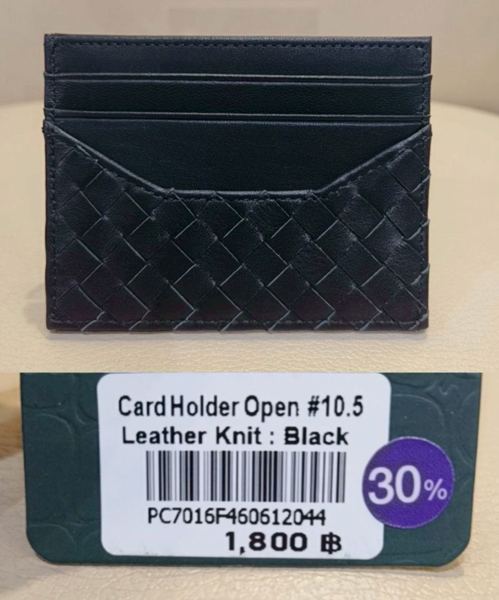 Card Holder Open #10.5
Leather Knit : Black
30%
PC7016F460612044
1,800 ฿